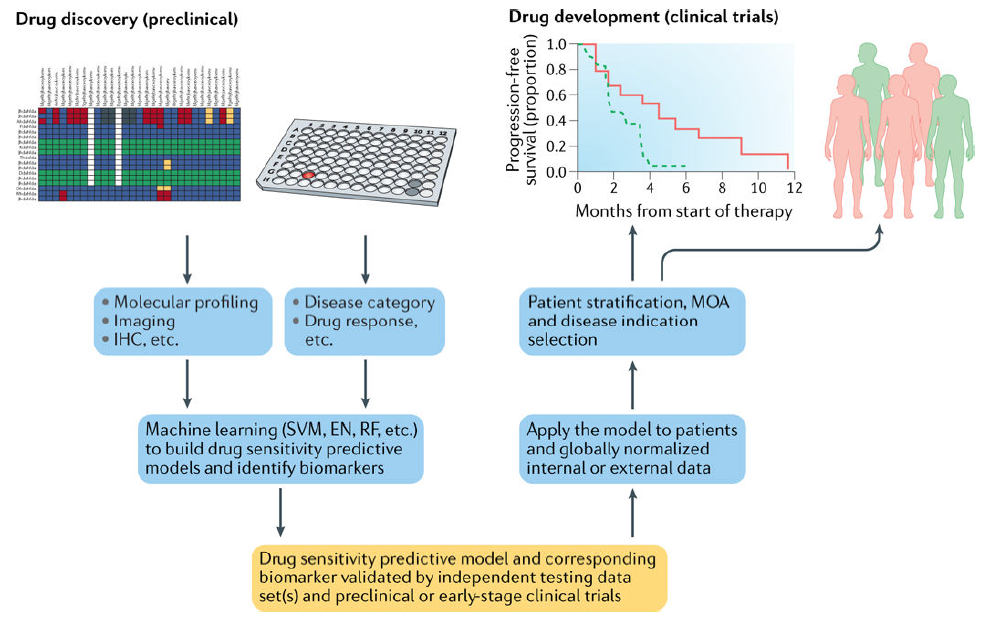 Drug discovery (preclinical)
Drug development (clinical trials)
A
B
C
D
E
F
G
H
1 2 3 4 5 6 7 8 9 10 11 12
Progression-free
survival (proportion)
1.0
0.8
0.6
0.4
0.2
0.0
0 2 4 6 8 10 12
Months from start of therapy
• Molecular profiling
• Imaging
• IHC, etc.
• Disease category
• Drug response,
etc.
Patient stratification, MOA
and disease indication
selection
Machine learning (SVM, EN, RF, etc.)
to build drug sensitivity predictive
models and identify biomarkers
Apply the model to patients
and globally normalized
internal or external data
Drug sensitivity predictive model and corresponding
biomarker validated by independent testing data
set(s) and preclinical or early-stage clinical trials